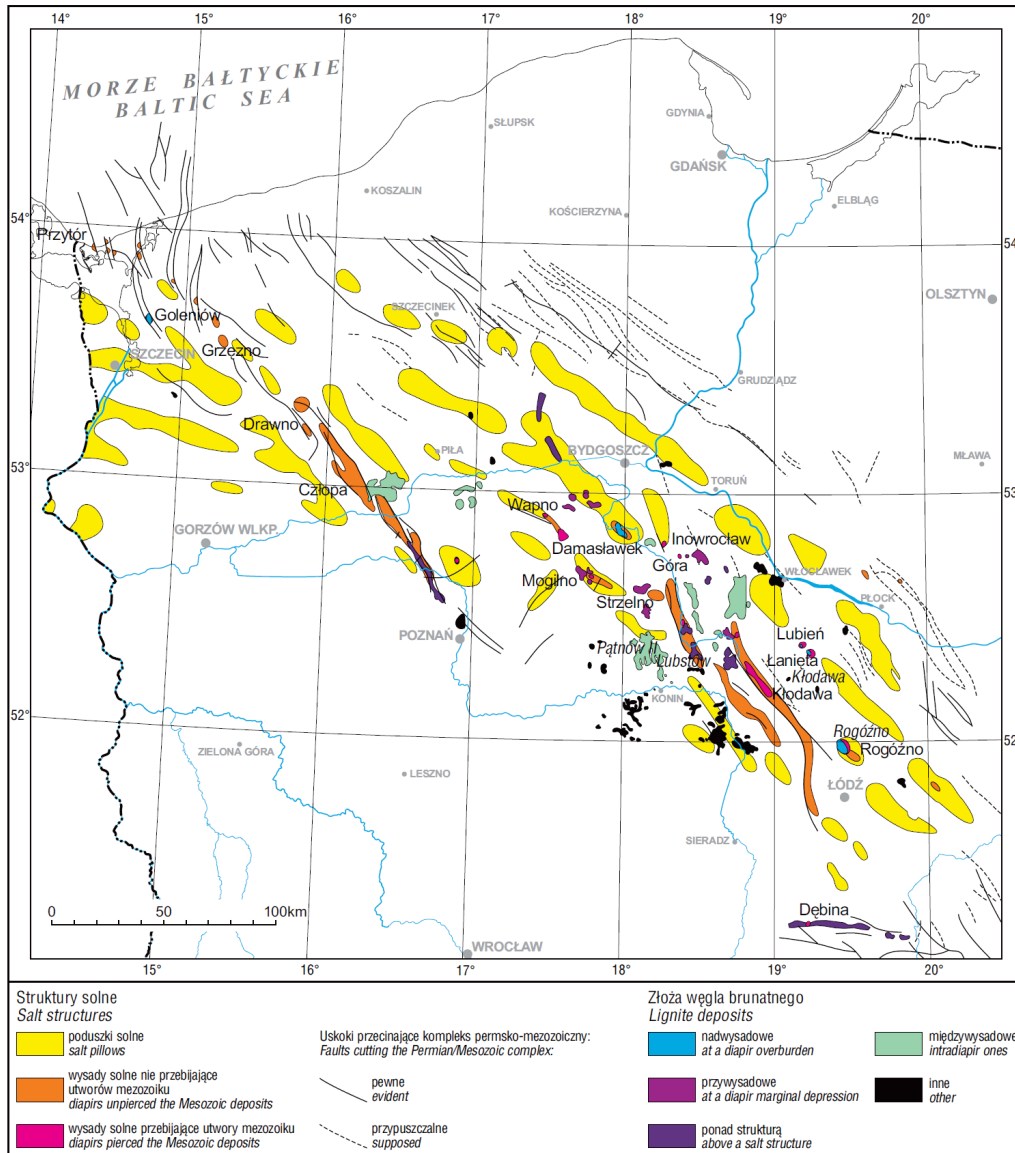 14° 15° 16° 17° 18° 19° 20°
MORZE BAŁTYCKIE
BALTIC SEA
GDYNIA
SŁUPSK
GDAŃSK
KOSZALIN
ELBLĄG
KOŚCIERZYNA
54°
54
Przytór
OLSZTYN
SZCZECINEK
Goleniów
Grzezno
SZCZECIN
GRUDZIĄDZ
Drawno
PIŁA
BYDGOSZCZ
MŁAWA
53°
53
TORUŃ
Człopa
Wapno
GORZÓW WLKP.
Inowrocław
Damasławek
Góra
WŁOCŁAWEK
Mogilno
Strzelno
PŁOCK
POZNAŃ
Lubień
Pątnów II
Lubstów
Łanięta
Kłodawa
Kłodawa
KONIN
52°
52
Rogóźno
Rogóźno
ZIELONA GÓRA
LESZNO
ŁÓDŹ
SIERADZ
Dębina
0 50 100km
WROCŁAW
15° 16° 17° 18° 19° 20°
Struktury solne
Salt structures
poduszki solne
salt pillows
wysady solne nie przebijające
utworów mezozoiku
diapirs unpierced the Mesozoic deposits
wysady solne przebijające utwory mezozoiku
diapirs pierced the Mesozoic deposits
Uskoki przecinające kompleks permsko-mezozoiczny:
Faults cutting the Permian/Mesozoic complex:
pewne
evident
przypuszczalne
supposed
Złoża węgla brunatnego
Lignite deposits
nadwysadowe
at a diapir overburden
przywysadowe
at a diapir marginal depression
ponad strukturą
above a salt structure
międzywysadowe
intradiapir ones
inne
other